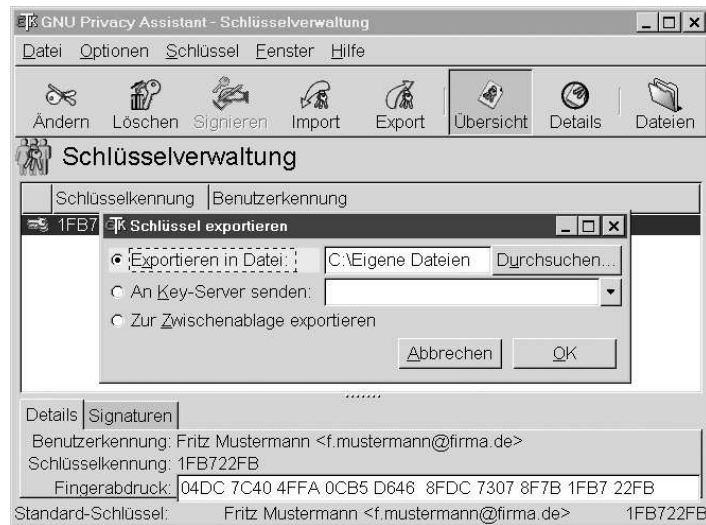 GNU Privacy Assistant - Schlüsselverwaltung
Datei Optionen Schlüssel Fenster Hilfe
Ändern Löschen Signieren Import Export Übersicht Details Dateien
Schlüsselverwaltung
Schlüsselkennung Benutzerkennung
1FB7
Schlüssel exportieren
Exportieren in Datei: C:\Eigene Dateien Durchsuchen...
An Key-Server senden:
Zur Zwischenablage exportieren
Abbrechen OK
Details Signaturen
Benutzerkennung: Fritz Mustermann <f.mustermann@firma.de>
Schlüsselkennung: 1FB722FB
Fingerabdruck: 04DC 7C40 4FFA 0CB5 D646 8FDC 7307 8F7B 1FB7 22FB
Standard-Schlüssel: Fritz Mustermann <f.mustermann@firma.de> 1FB722FB